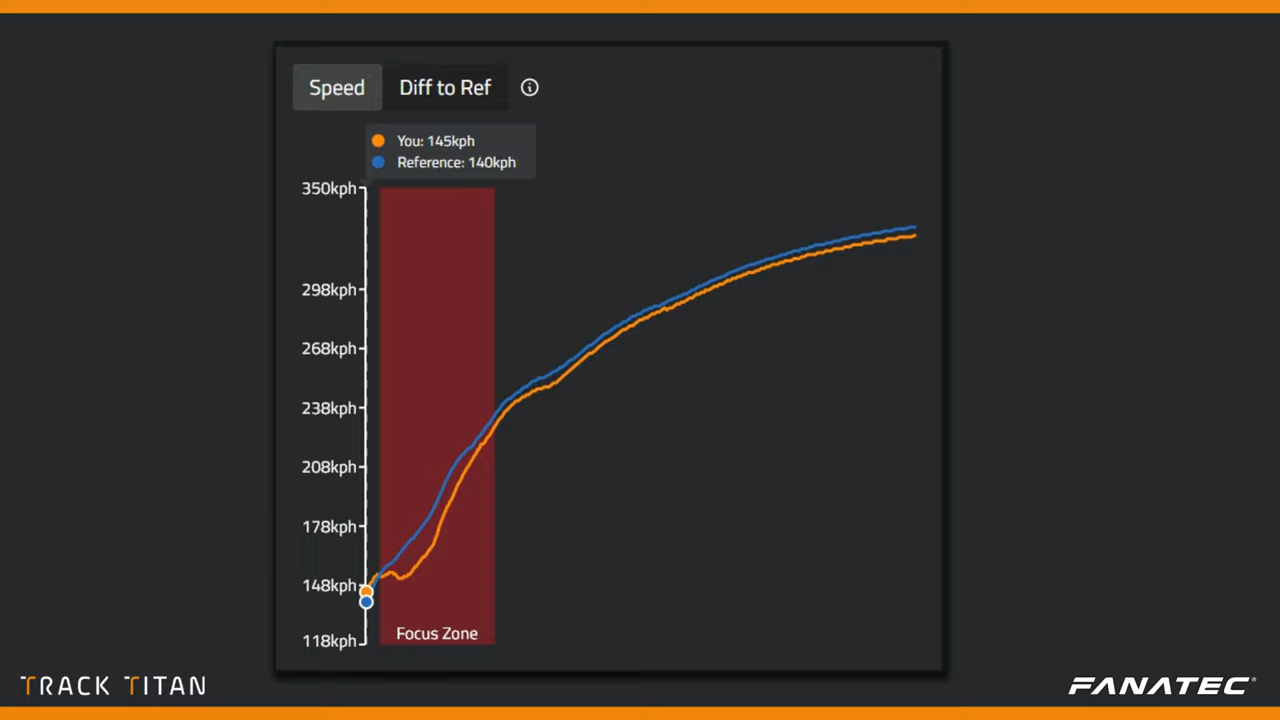 Speed
Diff to Ref
You: 145kph
Reference: 140kph
350kph
298kph
268kph
238kph
208kph
178kph
148kph
118kph
Focus Zone
TRACK TITAN
FANATEC